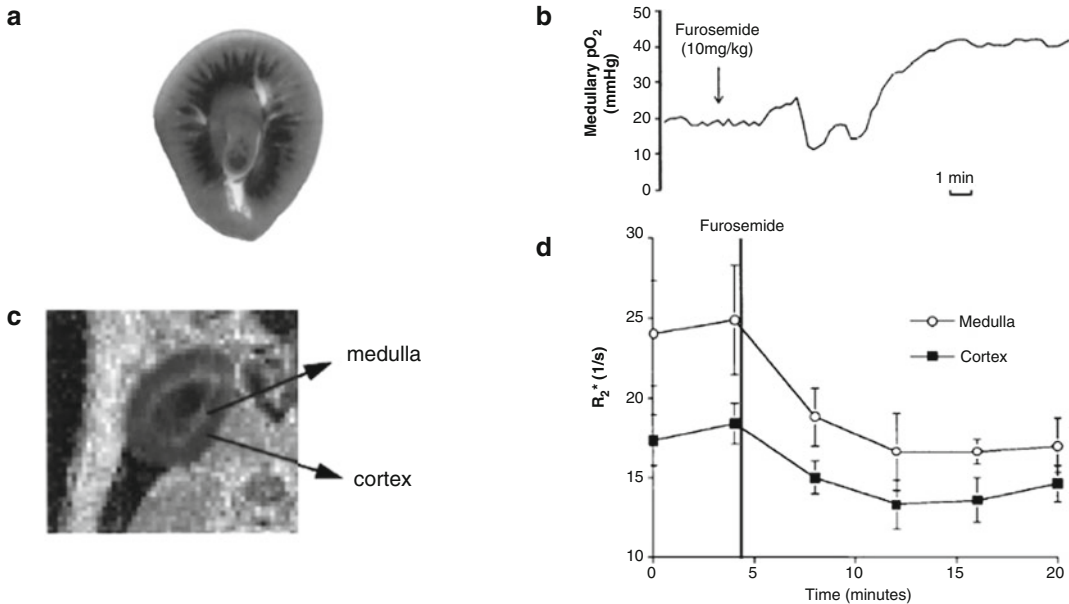 a
b
Furosemide
(10mg/kg)
Medullary pO2
(mmHg)
50
40
30
20
10
0
1 min
c
medulla
cortex
d
Furosemide
R2* (1/s)
30
25
20
15
10
Medulla
Cortex
0
5
10
15
20
Time (minutes)